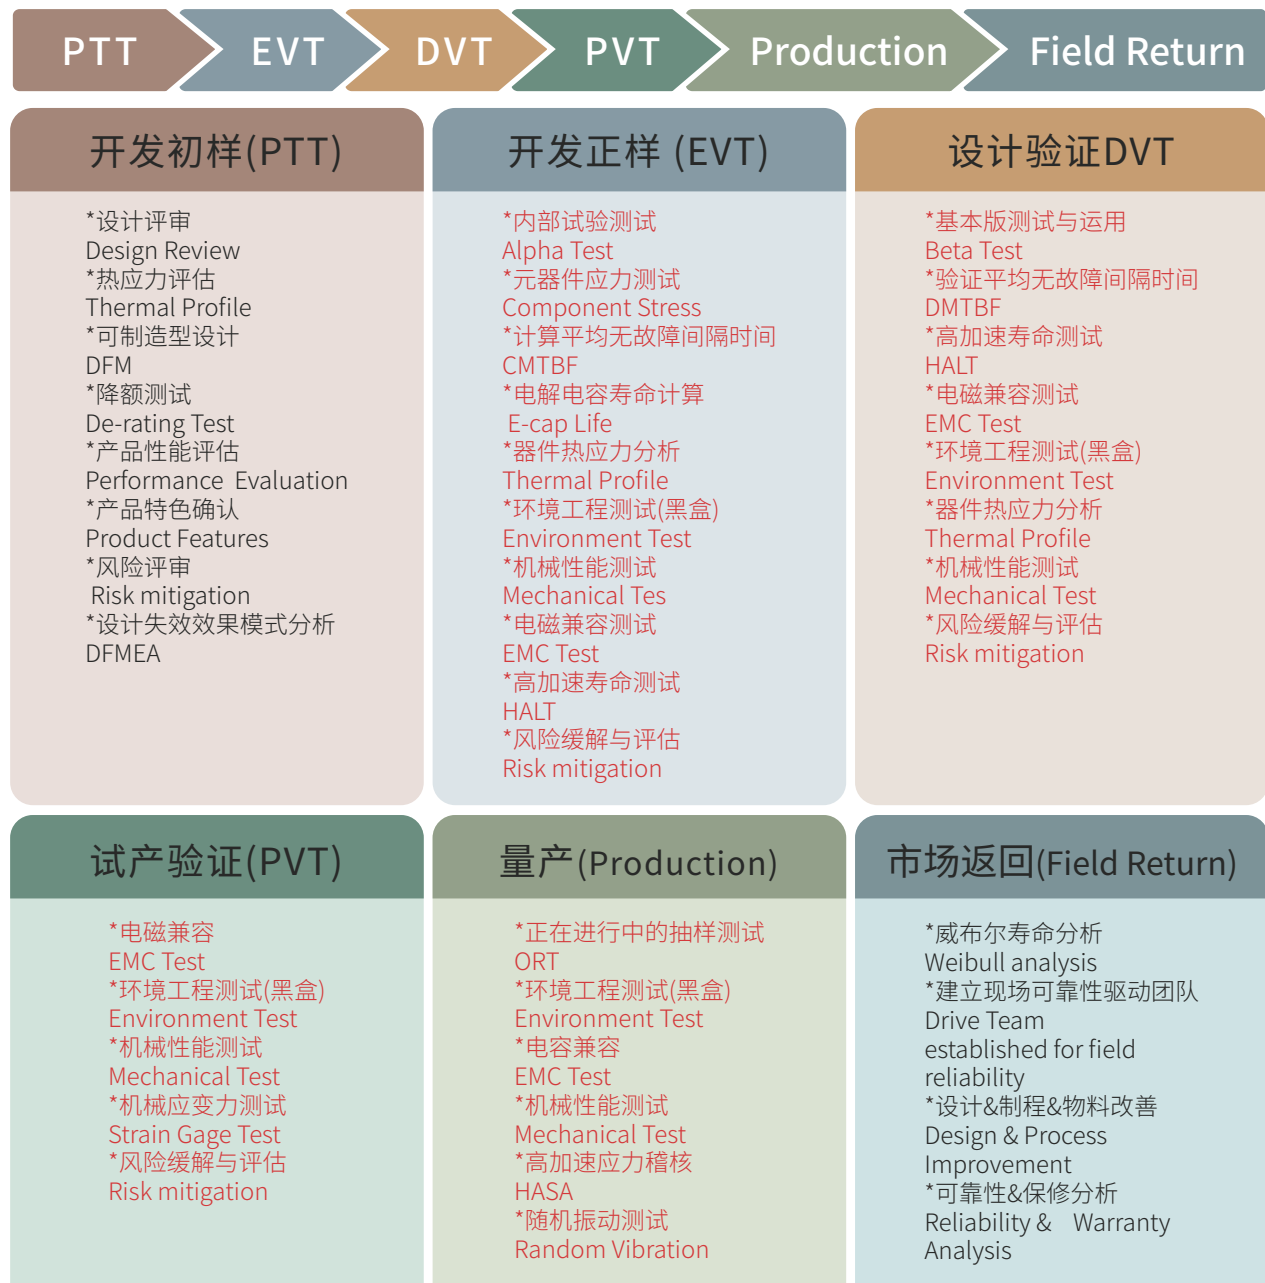 PTT
EVT
DVT
PVT
Production
Field Return
开发初样(PTT)
*设计评审
Design Review
*热应力评估
Thermal Profile
*可制造型设计
DFM
*降额测试
De-rating Test
*产品性能评估
Performance Evaluation
*产品特色确认
Product Features
*风险评审
Risk mitigation
*设计失效效果模式分析
DFMEA
开发正样 (EVT)
*内部试验测试
Alpha Test
*元器件应力测试
Component Stress
*计算平均无故障间隔时间
CMTBF
*电解电容寿命计算
E-cap Life
*器件热应力分析
Thermal Profile
*环境工程测试(黑盒)
Environment Test
*机械性能测试
Mechanical Tes
*电磁兼容测试
EMC Test
*高加速寿命测试
HALT
*风险缓解与评估
Risk mitigation
设计验证DVT
*基本版测试与运用
Beta Test
*验证平均无故障间隔时间
DMTBF
*高加速寿命测试
HALT
*电磁兼容测试
EMC Test
*环境工程测试(黑盒)
Environment Test
*器件热应力分析
Thermal Profile
*机械性能测试
Mechanical Test
*风险缓解与评估
Risk mitigation
试产验证(PVT)
*电磁兼容
EMC Test
*环境工程测试(黑盒)
Environment Test
*机械性能测试
Mechanical Test
*机械应变力测试
Strain Gage Test
*风险缓解与评估
Risk mitigation
量产(Production)
*正在进行中的抽样测试
ORT
*环境工程测试(黑盒)
Environment Test
*电容兼容
EMC Test
*机械性能测试
Mechanical Test
*高加速应力稽核
HASA
*随机振动测试
Random Vibration
市场返回(Field Return)
*威布尔寿命分析
Weibull analysis
*建立现场可靠性驱动团队
Drive Team
established for field
reliability
*设计&制程&物料改善
Design & Process
Improvement
*可靠性&保修分析
Reliability & Warranty
Analysis